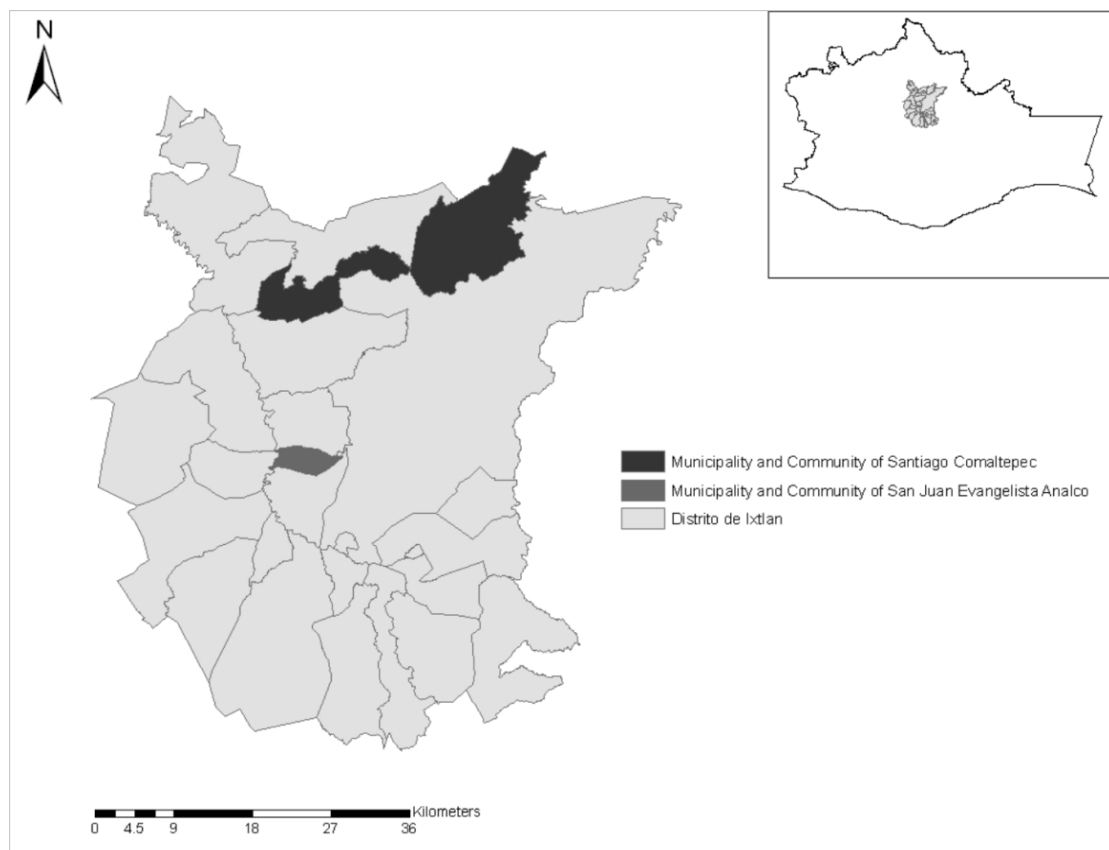 N
Municipality and Community of Santiago Comaltepec
Municipality and Community of San Juan Evangelista Analco
Distrito de Ixtlan
Kilometers
0 4.5 9 18 27 36